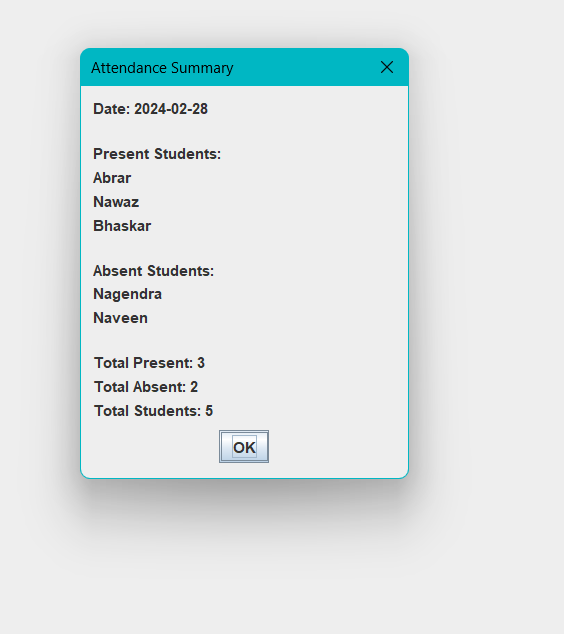 Attendance Summary
Date: 2024-02-28
Present Students:
Abrar
Nawaz
Bhaskar
Absent Students:
Nagendra
Naveen
Total Present: 3
Total Absent: 2
Total Students: 5
OK